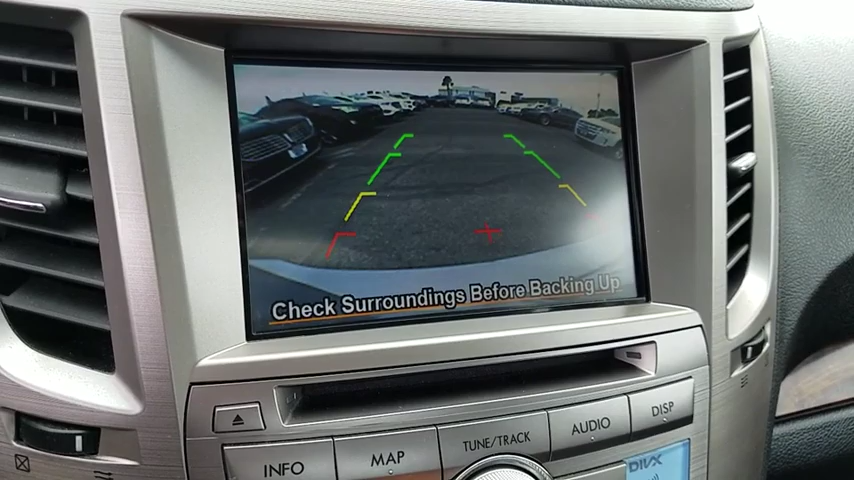 Check Surroundings Before Backing Up
INFO
MAP
TUNE/TRACK
AUDIO
DISP
DIVX